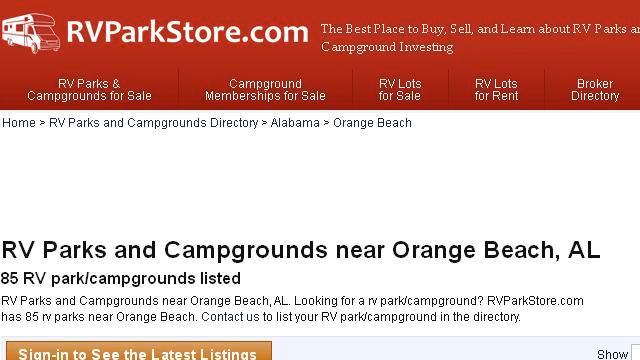 RVParkStore.com
The Best Place to Buy, Sell, and Learn about RV Parks
Campground Investing
RV Parks &
Campgrounds for Sale
Campground
Memberships for Sale
RV Lots
for Sale
RV Lots
for Rent
Broker
Directory
Home > RV Parks and Campgrounds Directory > Alabama > Orange Beach
RV Parks and Campgrounds near Orange Beach, AL
85 RV park/campgrounds listed
RV Parks and Campgrounds near Orange Beach, AL. Looking for a rv park/campground? RVParkStore.com
has 85 rv parks near Orange Beach. Contact us to list your RV park/campground in the directory.
Sign-in to See the Latest Listings
Show